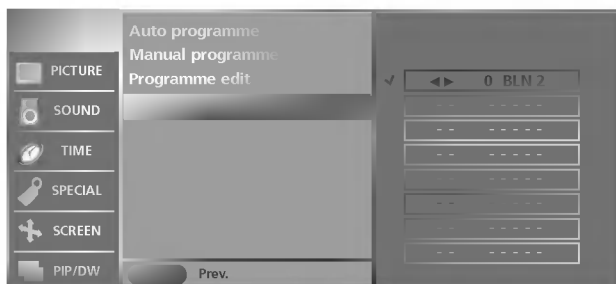 Auto programme
Manual programme
Programme edit
PICTURE
SOUND
TIME
SPECIAL
SCREEN
PIP/DW
Prev.
0 BLN 2
-- -----
-- -----
-- -----
-- -----
-- -----
-- -----
-- -----